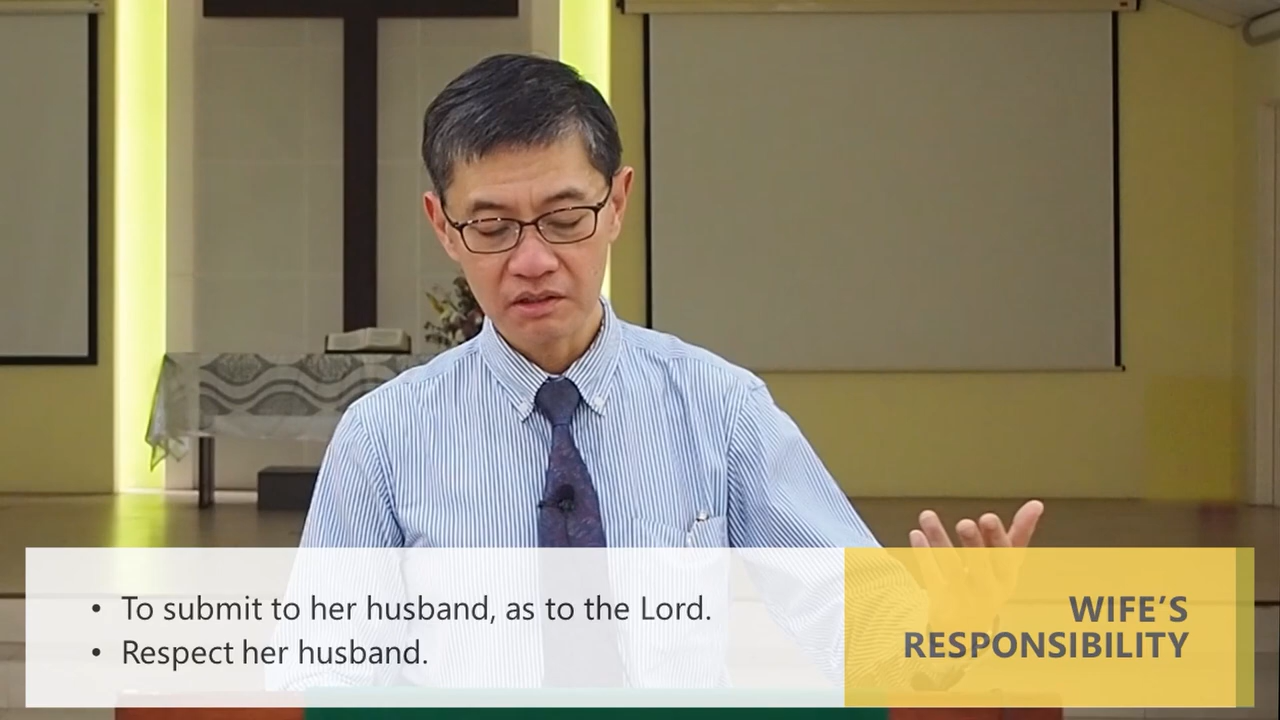 • To submit to her husband, as to the Lord.
• Respect her husband.
WIFE’S
RESPONSIBILITY